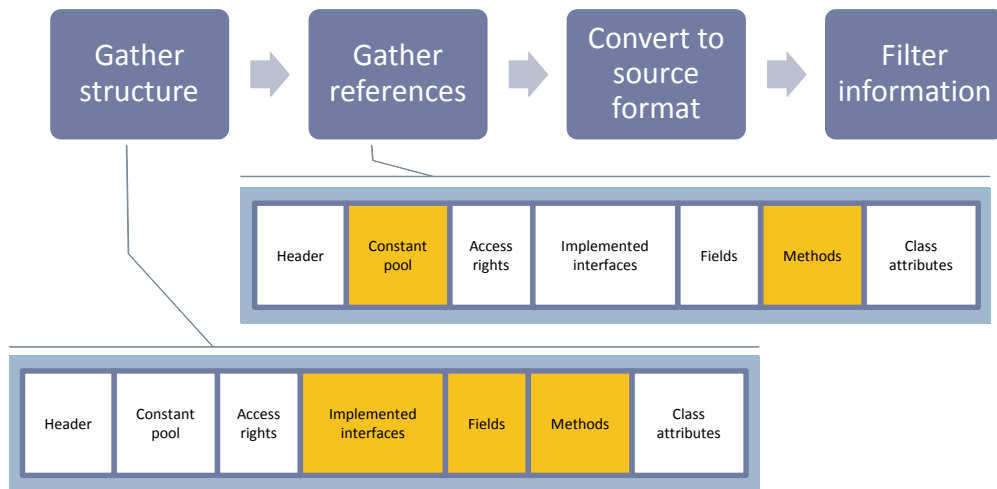 Gather
structure
Gather
references
Convert to
source
format
Filter
information
Header
Constant
pool
Access
rights
Implemented
interfaces
Fields
Methods
Class
attributes
Header
Constant
pool
Access
rights
Implemented
interfaces
Fields
Methods
Class
attributes